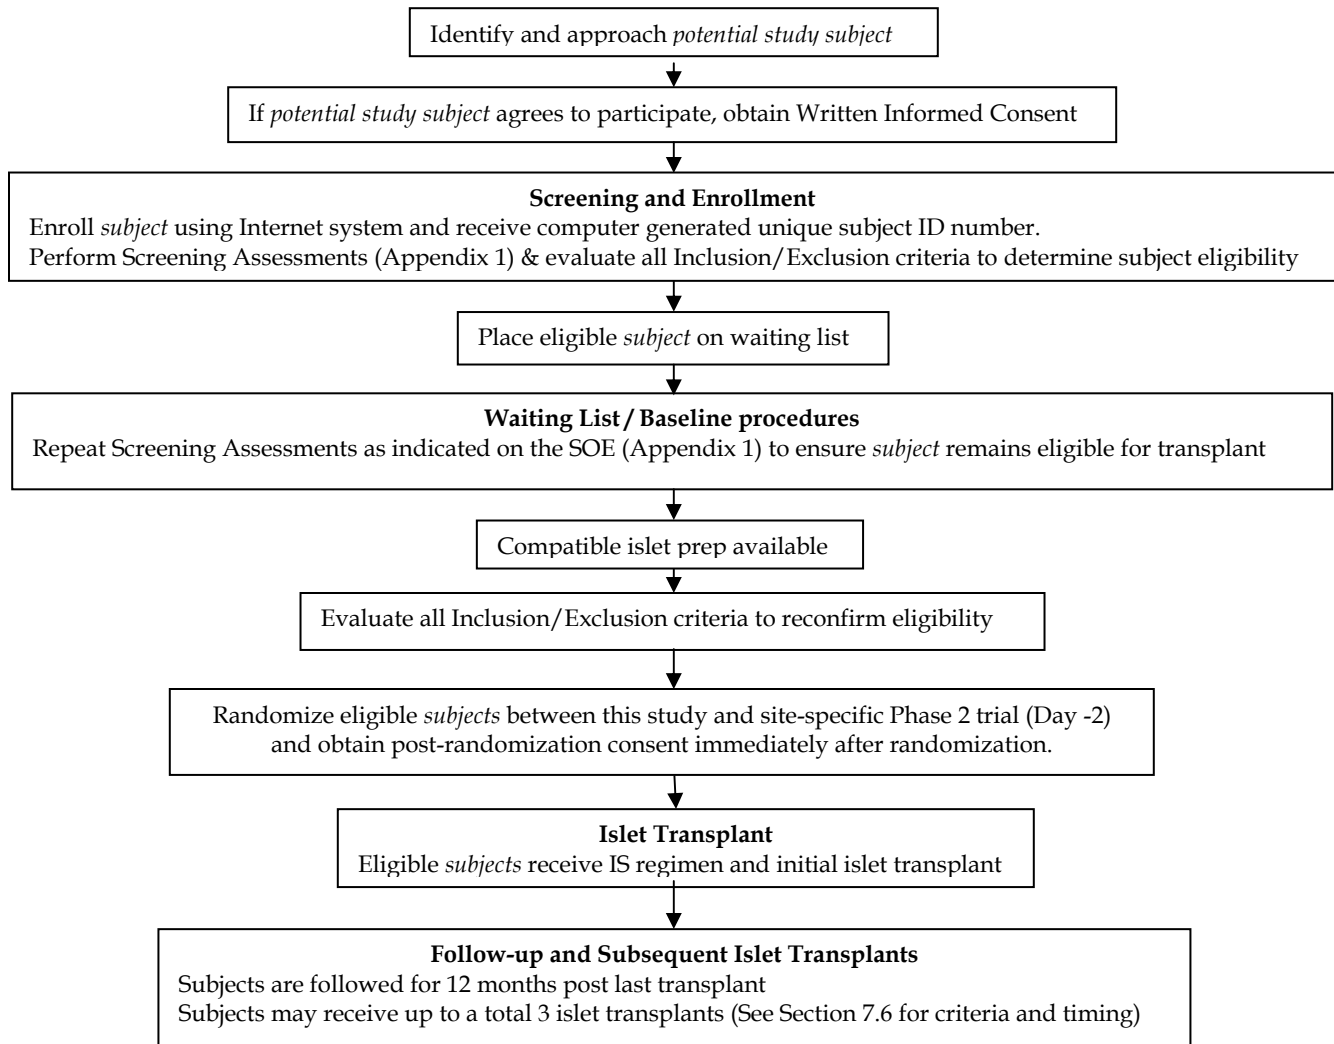 Identify and approach potential study subject
If potential study subject agrees to participate, obtain Written Informed Consent
Screening and Enrollment
Enroll subject using Internet system and receive computer generated unique subject ID number.
Perform Screening Assessments (Appendix 1) & evaluate all Inclusion/Exclusion criteria to determine subject eligibility
Place eligible subject on waiting list
Waiting List / Baseline procedures
Repeat Screening Assessments as indicated on the SOE (Appendix 1) to ensure subject remains eligible for transplant
Compatible islet prep available
Evaluate all Inclusion/Exclusion criteria to reconfirm eligibility
Randomize eligible subjects between this study and site-specific Phase 2 trial (Day -2)
and obtain post-randomization consent immediately after randomization.
Islet Transplant
Eligible subjects receive IS regimen and initial islet transplant
Follow-up and Subsequent Islet Transplants
Subjects are followed for 12 months post last transplant
Subjects may receive up to a total 3 islet transplants (See Section 7.6 for criteria and timing)